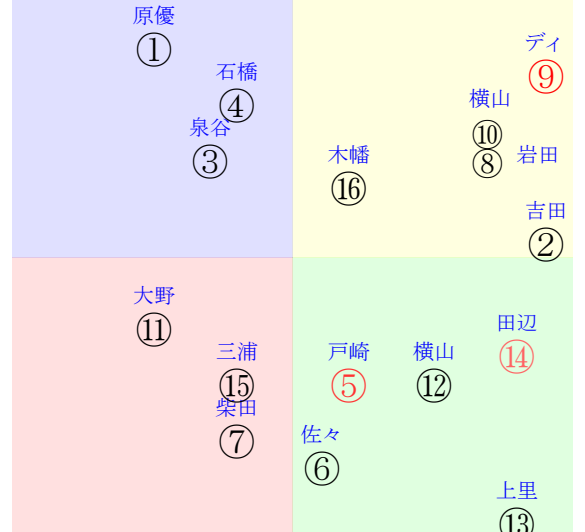 原優
①
ディ
⑨
石橋
④
横山
⑩
泉谷
③
木幡
⑯
⑧
岩田
吉田
②
大野
⑪
田辺
⑭
三浦
⑮
戸崎
⑤
横山
⑫
柴田
⑦
佐々
⑥
上里
⑬